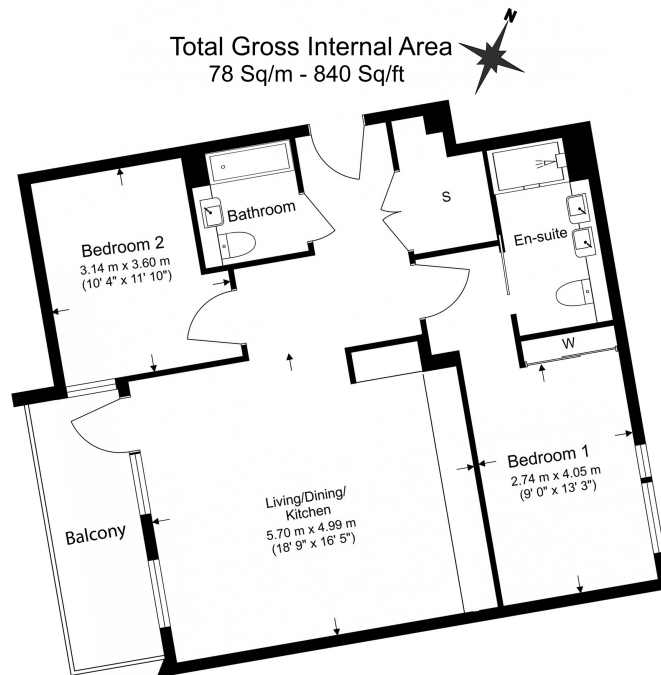 N
Total Gross Internal Area
78 Sq/m - 840 Sq/ft
Bathroom
S
En-suite
Bedroom 2
3.14 m x 3.60 m
(10' 4" x 11' 10")
W
Bedroom 1
2.74 m x 4.05 m
(9' 0" x 13' 3")
Living/Dining/
Kitchen
5.70 m x 4.99 m
(18' 9" x 16' 5")
Balcony